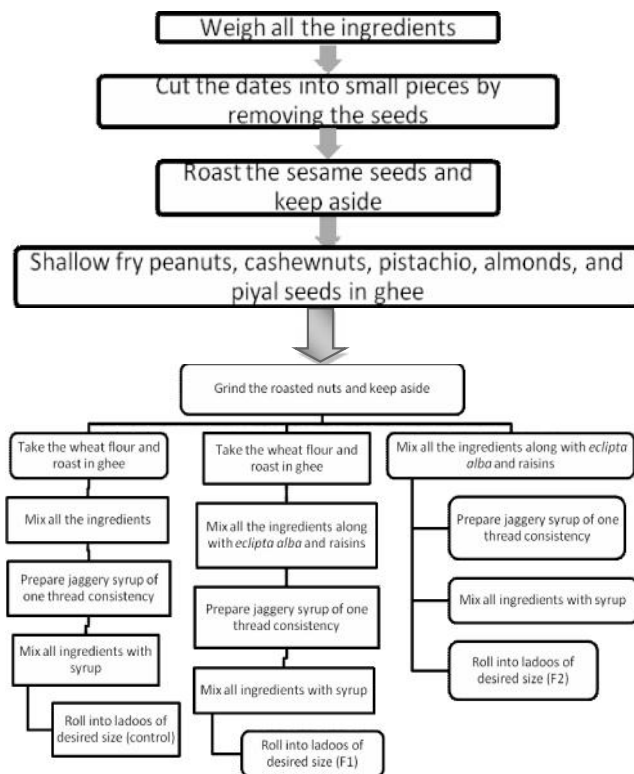 Weigh all the ingredients
Cut the dates into small pieces by
removing the seeds
Roast the sesame seeds and
keep aside
Shallow fry peanuts, cashewnuts, pistachio, almonds, and
piyal seeds in ghee
Grind the roasted nuts and keep aside
Take the wheat flour and
roast in ghee
Mix all the ingredients
Prepare jaggery syrup of
one thread consistency
Mix all ingredients with
syrup
Roll into ladoos of
desired size (control)
Take the wheat flour and
roast in ghee
Mix all the ingredients along
with eclipta alba and raisins
Prepare jaggery syrup of one
thread consistency
Mix all ingredients with syrup
Roll into ladoos of
desired size (F1)
Mix all the ingredients along with eclipta
alba and raisins
Prepare jaggery syrup of one
thread consistency
Mix all ingredients with syrup
Roll into ladoos of
desired size (F2)